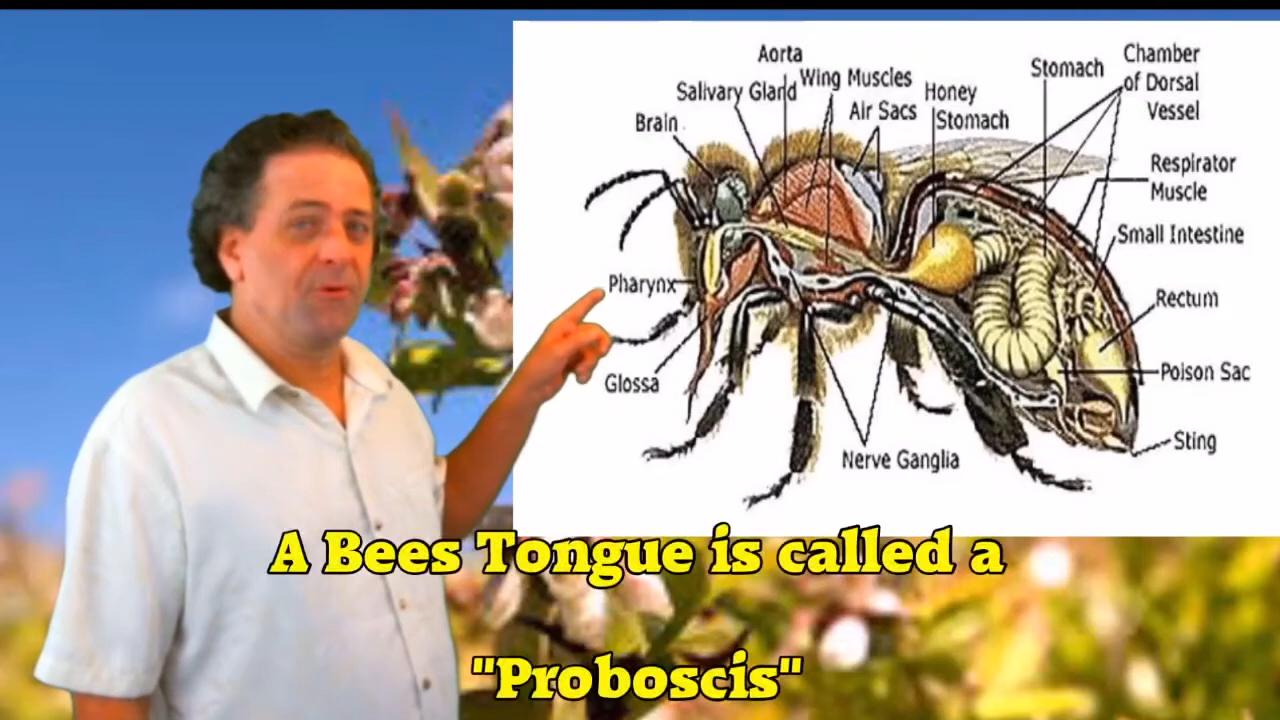 Aorta
Salivary Gland
Wing Muscles
Brain
Air Sacs
Honey
Stomach
Stomach
Chamber
of Dorsal
Vessel
Respirator
Muscle
Small Intestine
Pharynx
Rectum
Glossa
Poison Sac
Nerve Ganglia
Sting
A Bees Tongue is called a
"Proboscis"